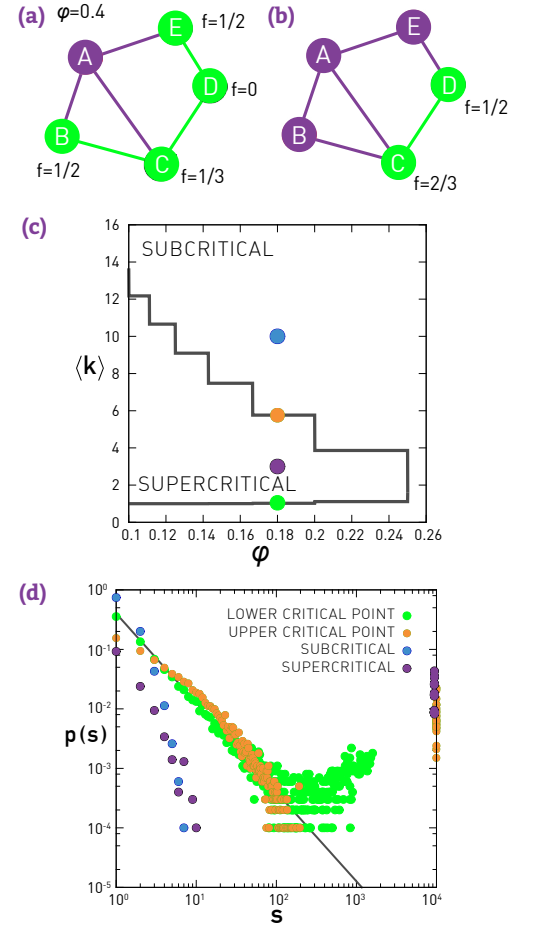 (a)
φ=0.4
A
B
C
D
E
f=1/2
f=0
f=1/2
f=1/3
(b)
A
B
C
D
E
f=1/2
f=2/3
(c)
16
14
12
10
8
6
4
2
0
⟨k⟩
SUBCRITICAL
SUPERCRITICAL
0.1 0.12 0.14 0.16 0.18 0.2 0.22 0.24 0.26
φ
(d)
10⁰
10⁻¹
10⁻²
10⁻³
10⁻⁴
10⁻⁵
p(s)
LOWER CRITICAL POINT
UPPER CRITICAL POINT
SUBCRITICAL
SUPERCRITICAL
10⁰ 10¹ 10² 10³ 10⁴
s